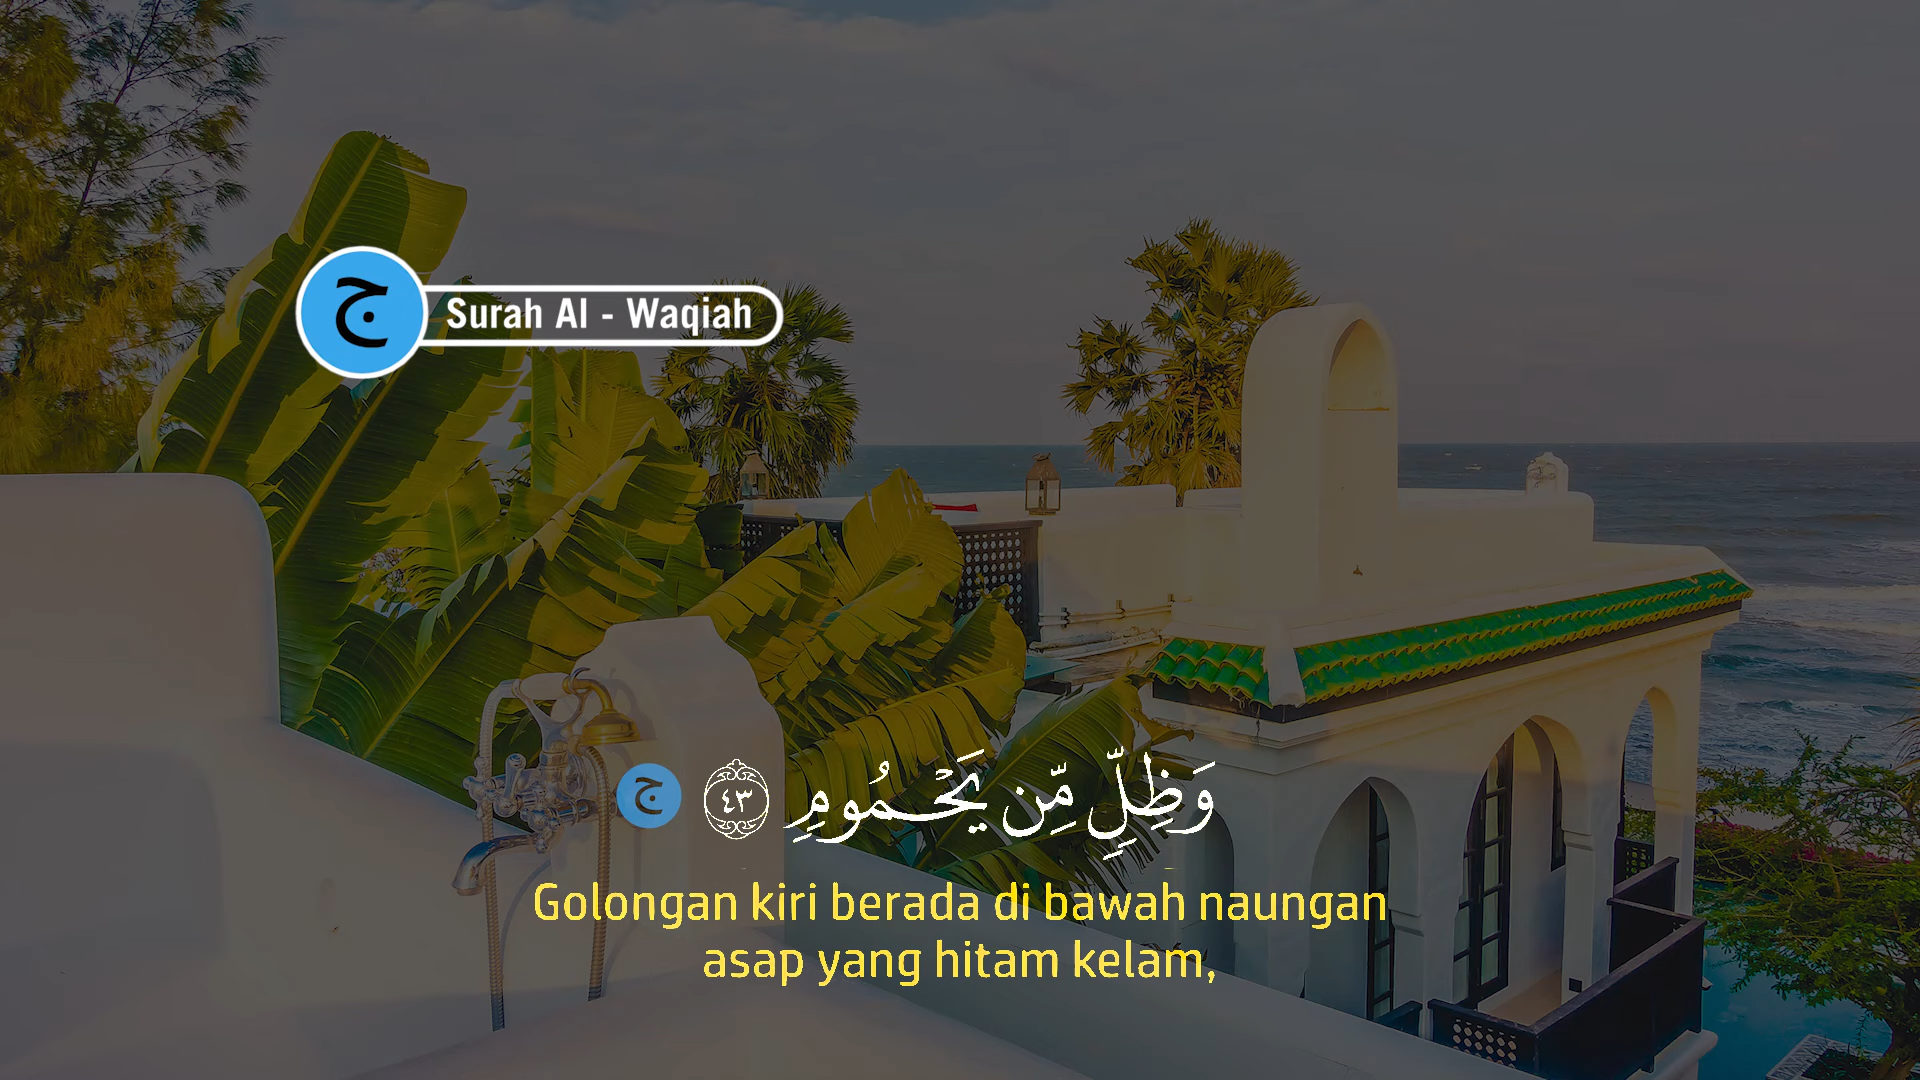 ج
Surah Al - Waqiah
وَظِلٍّ مِّن يَحْمُومٍ ٤٣ ج
Golongan kiri berada di bawah naungan
asap yang hitam kelam,